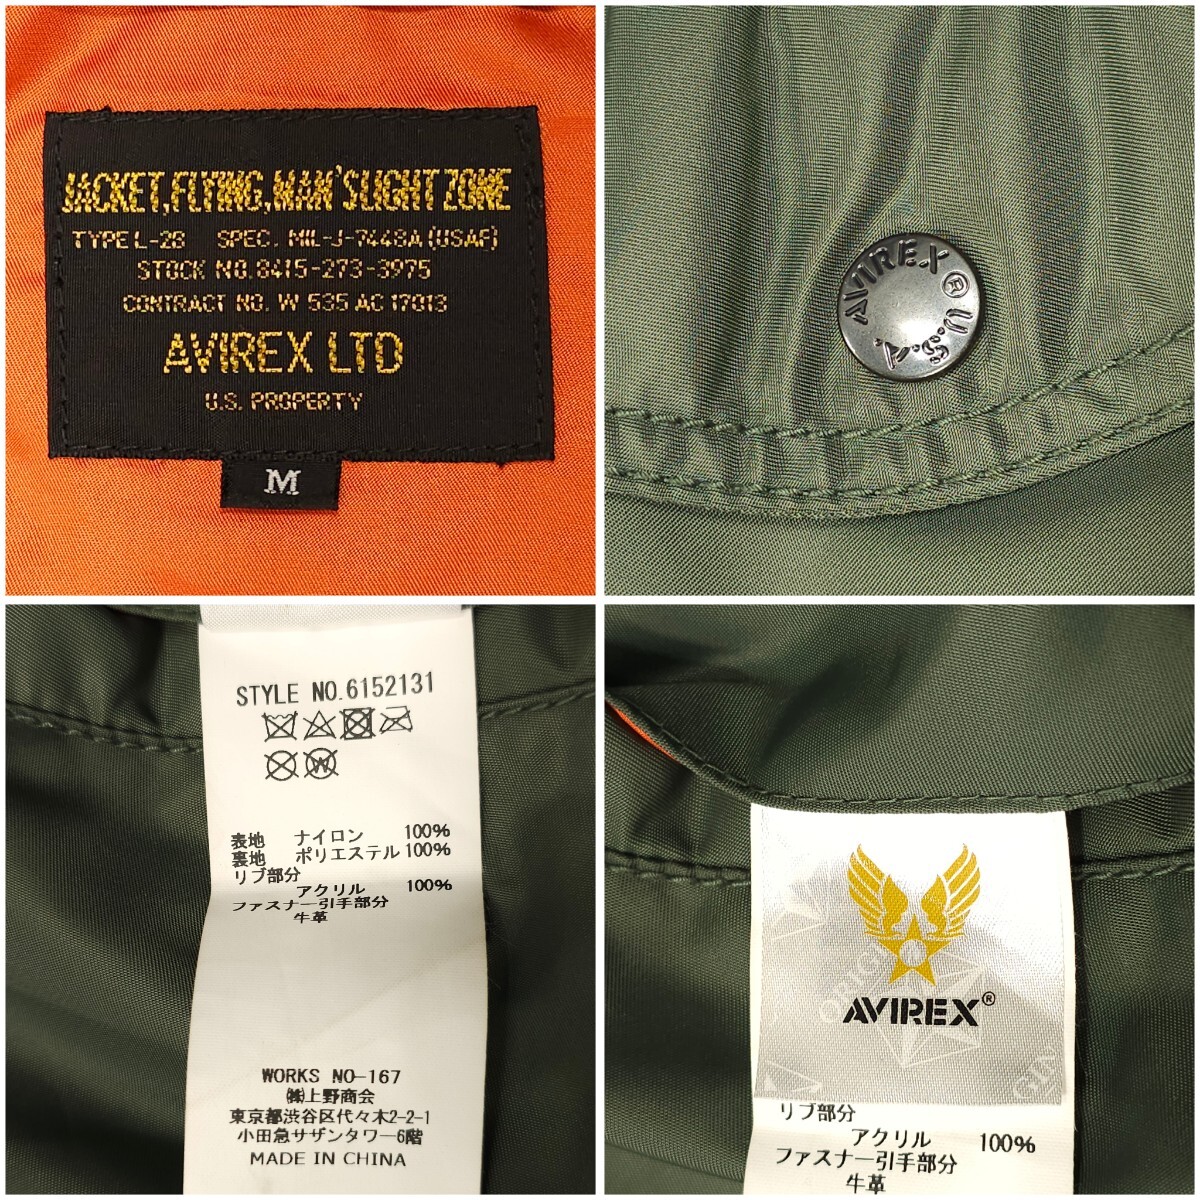 JACKET,FLYING,MAN'S LIGHT ZONE
TYPE L-2B SPEC. MIL-J-7448A (USAF)
STOCK NO. 8415-273-3975
CONTRACT NO. W 535 AC 17013
AVIREX LTD
U.S. PROPERTY
M
AVIREX ® U.S.A.
STYLE NO.6152131
W
表地 ナイロン 100%
裏地 ポリエステル 100%
リブ部分
アクリル 100%
ファスナー引手部分
牛革
WORKS NO-167
㈱上野商会
東京都渋谷区代々木2-2-1
小田急サザンタワー6階
MADE IN CHINA
ORIGI
AVIREX®
GIN
リブ部分
アクリル 100%
ファスナー引手部分
牛革